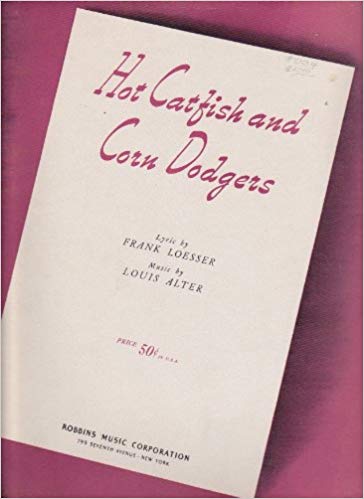 Hot Catfish and
Corn Dodgers
Lyric by
FRANK LOESSER
Music by
LOUIS ALTER
PRICE 50¢ IN U.S.A.
ROBBINS MUSIC CORPORATION
799 SEVENTH AVENUE • NEW YORK